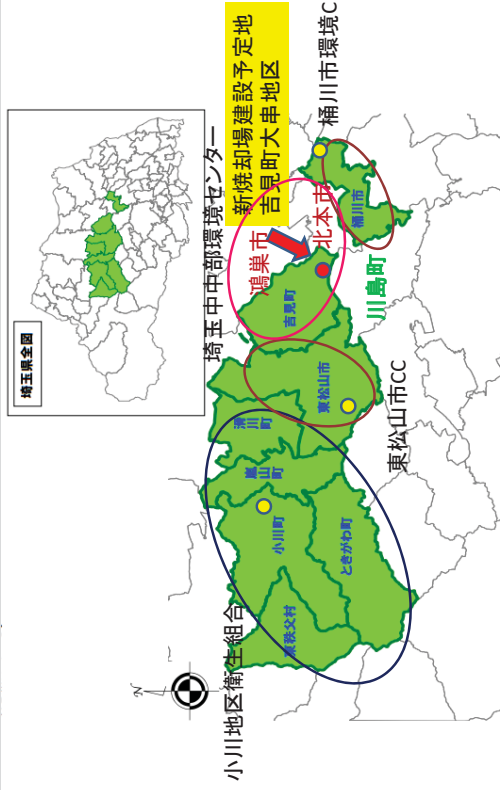 埼玉県全図
新焼却場建設予定地
吉見町大串地区
桶川市環境C
埼玉中部環境センター
鴻巣市
北本市
桶川市
川島町
吉見町
東松山市
東松山市CC
滑川町
嵐山町
小川町
ときがわ町
東秩父村
小川地区衛生組合
N